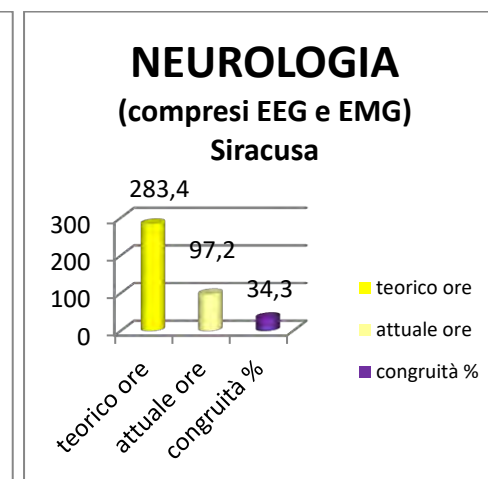 NEUROLOGIA
(compresi EEG e EMG)
Siracusa
283,4
97,2
34,3
300
200
100
0
teorico ore
attuale ore
congruità %
teorico ore
attuale ore
congruità %